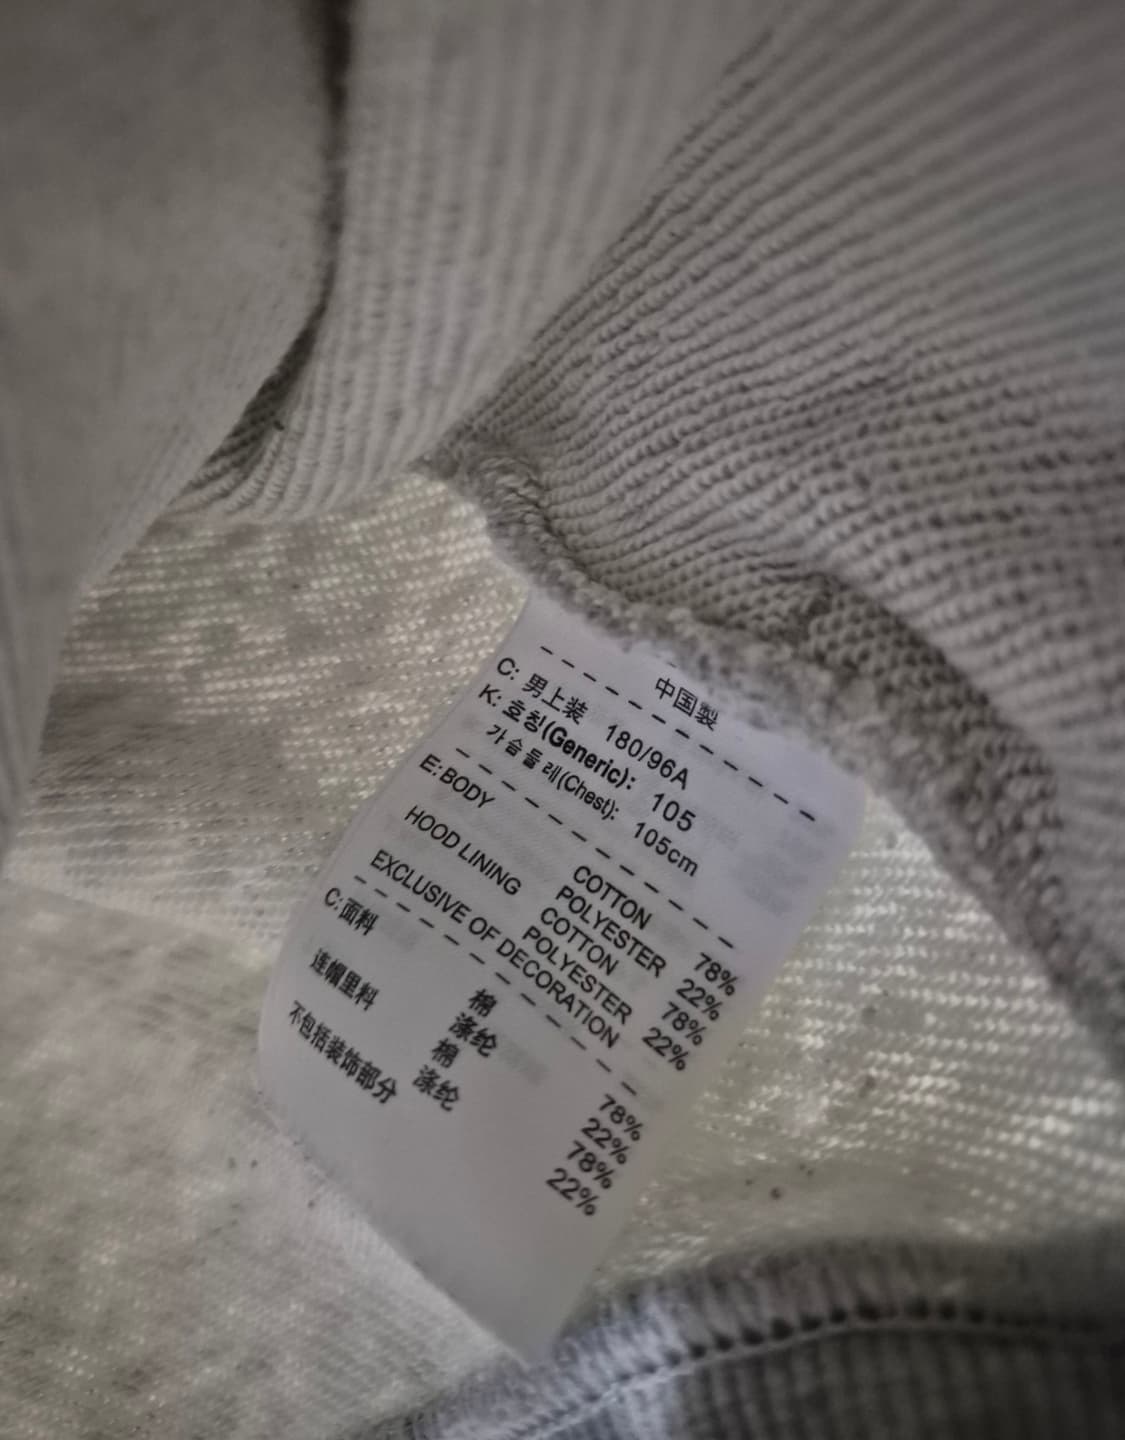 中国製
C: 男上装 180/96A
K: 호칭(Generic): 105
가슴둘레(Chest): 105cm
E: BODY COTTON 78%
POLYESTER 22%
HOOD LINING COTTON 78%
POLYESTER 22%
EXCLUSIVE OF DECORATION
C: 面料 棉 78%
涤纶 22%
连帽里料 棉 78%
涤纶 22%
不包括装饰部分